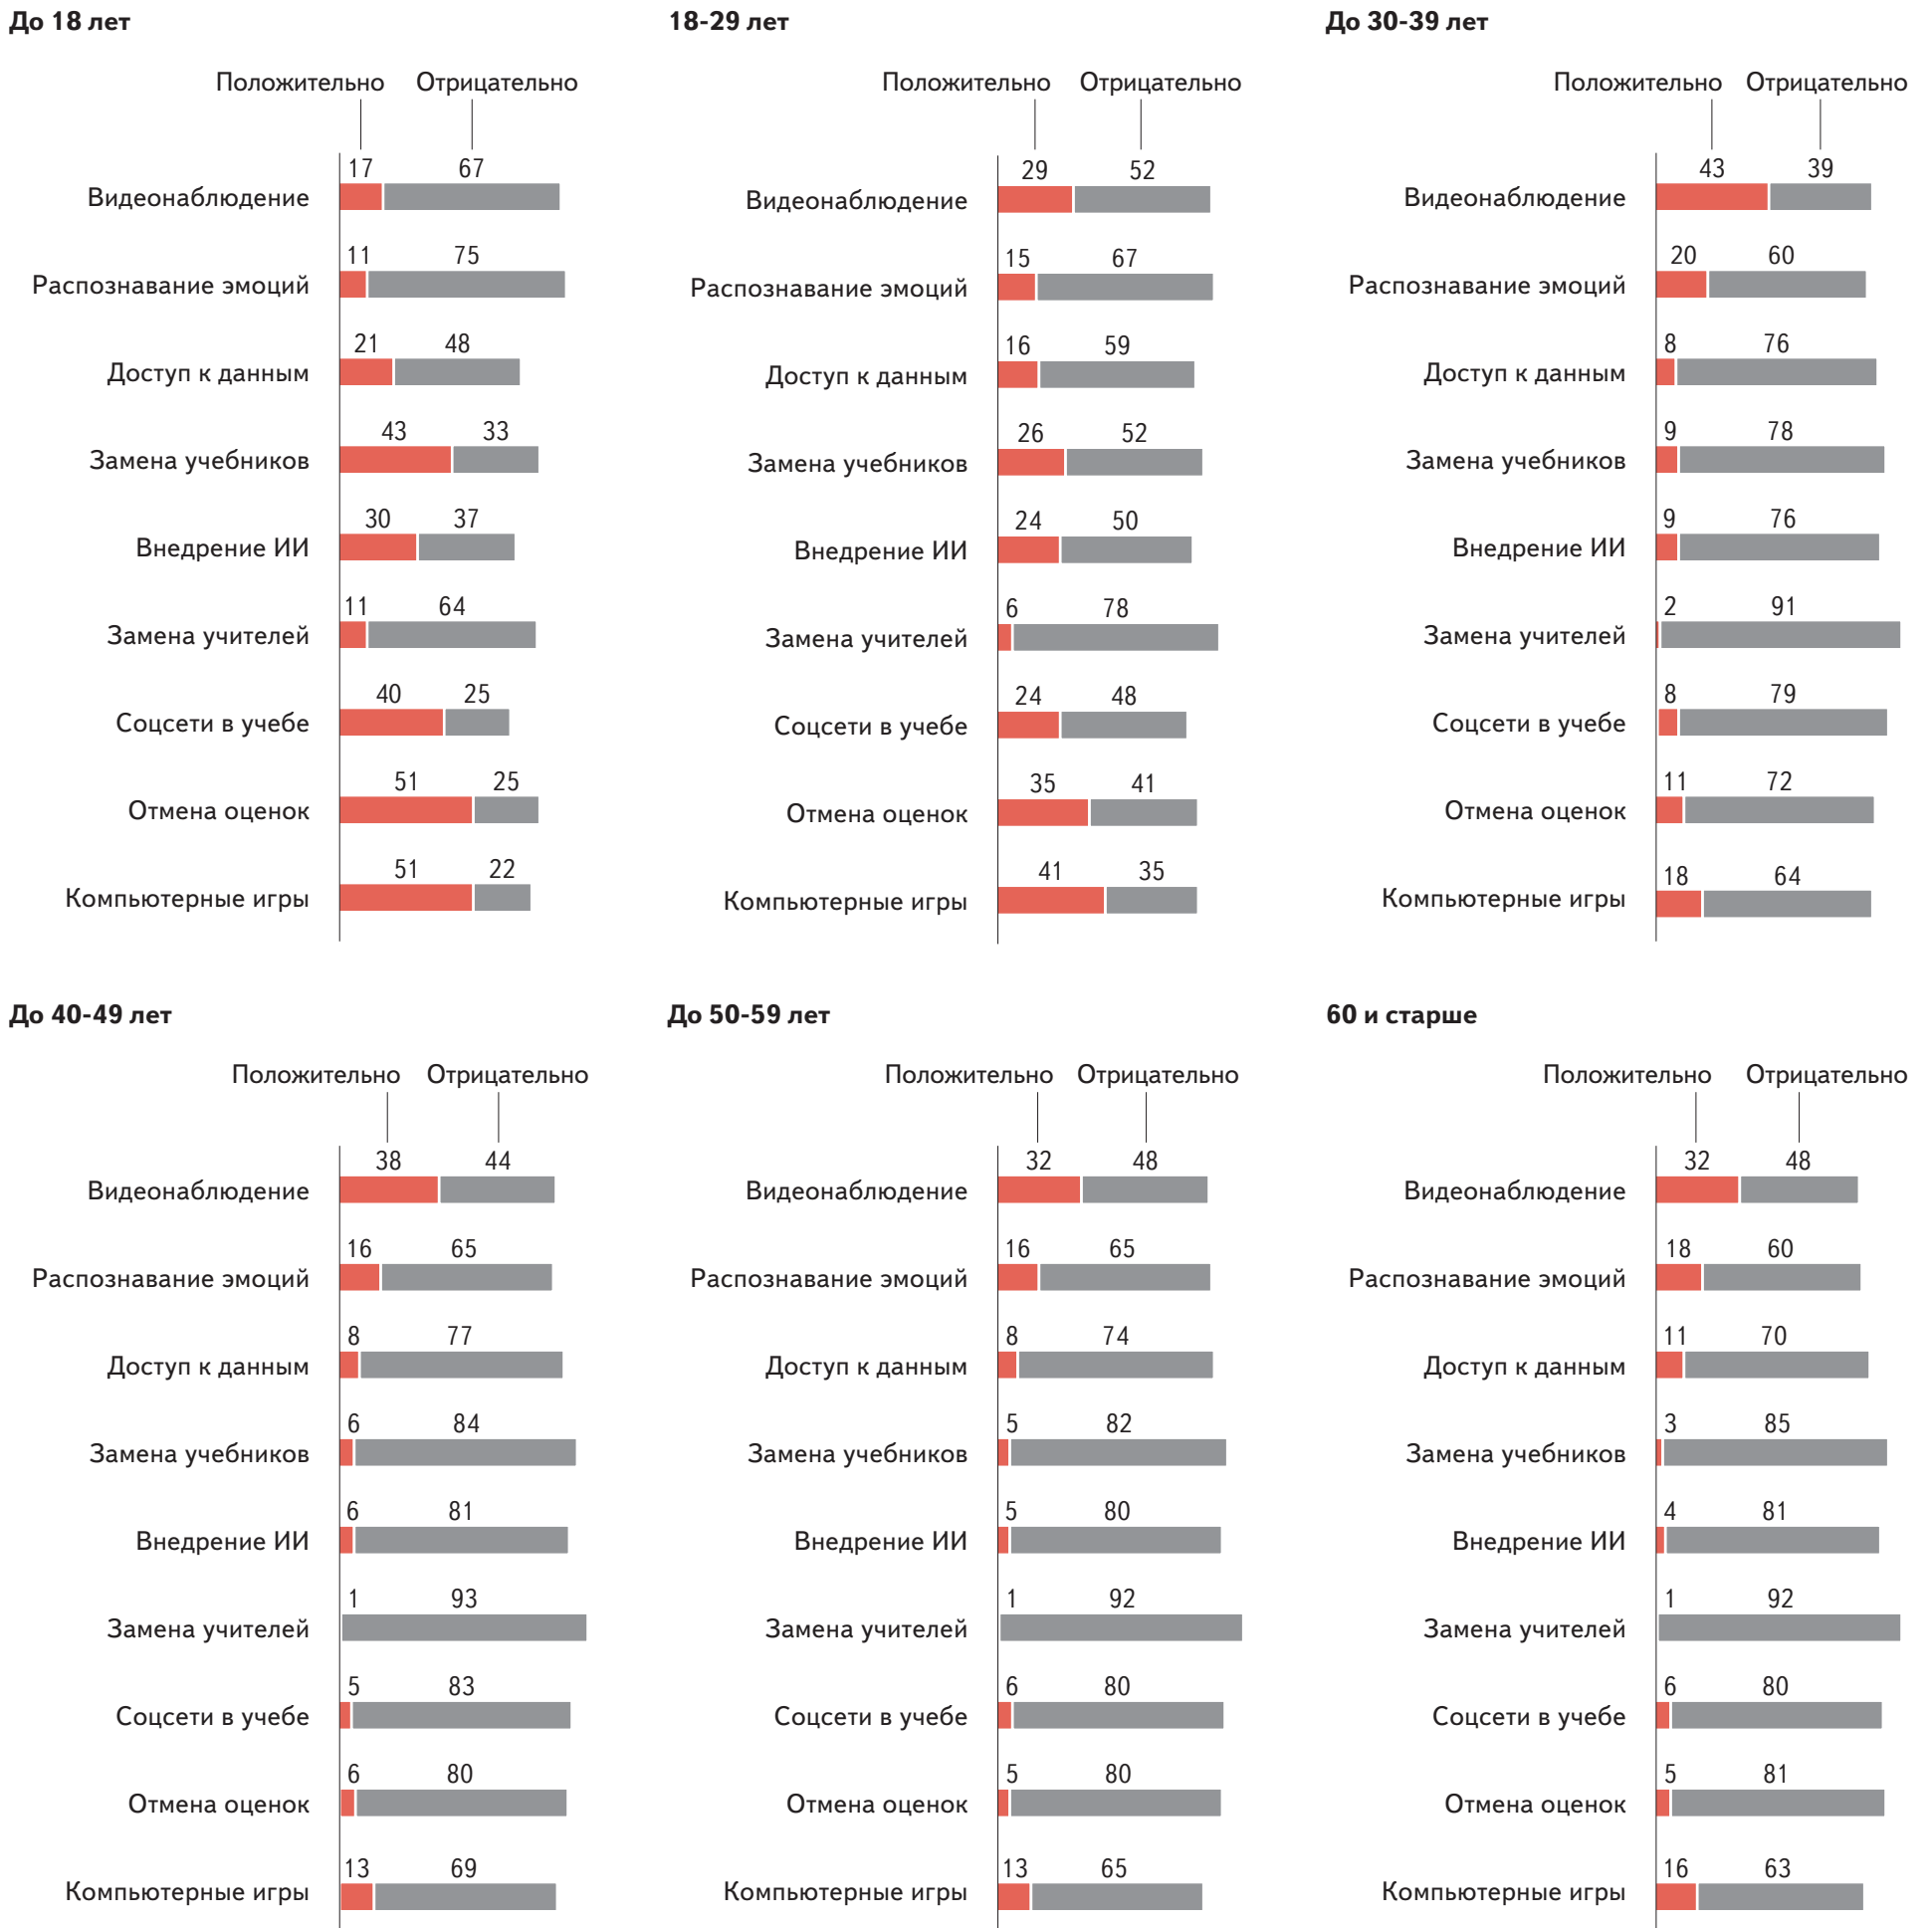 До 18 лет
Положительно Отрицательно
17 67
Видеонаблюдение
11 75
Распознавание эмоций
21 48
Доступ к данным
43 33
Замена учебников
30 37
Внедрение ИИ
11 64
Замена учителей
40 25
Соцсети в учебе
51 25
Отмена оценок
51 22
Компьютерные игры
18-29 лет
Положительно Отрицательно
29 52
Видеонаблюдение
15 67
Распознавание эмоций
16 59
Доступ к данным
26 52
Замена учебников
24 50
Внедрение ИИ
6 78
Замена учителей
24 48
Соцсети в учебе
35 41
Отмена оценок
41 35
Компьютерные игры
До 30-39 лет
Положительно Отрицательно
43 39
Видеонаблюдение
20 60
Распознавание эмоций
8 76
Доступ к данным
9 78
Замена учебников
9 76
Внедрение ИИ
2 91
Замена учителей
8 79
Соцсети в учебе
11 72
Отмена оценок
18 64
Компьютерные игры
До 40-49 лет
Положительно Отрицательно
38 44
Видеонаблюдение
16 65
Распознавание эмоций
8 77
Доступ к данным
6 84
Замена учебников
6 81
Внедрение ИИ
1 93
Замена учителей
5 83
Соцсети в учебе
6 80
Отмена оценок
13 69
Компьютерные игры
До 50-59 лет
Положительно Отрицательно
32 48
Видеонаблюдение
16 65
Распознавание эмоций
8 74
Доступ к данным
5 82
Замена учебников
5 80
Внедрение ИИ
1 92
Замена учителей
6 80
Соцсети в учебе
5 80
Отмена оценок
13 65
Компьютерные игры
60 и старше
Положительно Отрицательно
32 48
Видеонаблюдение
18 60
Распознавание эмоций
11 70
Доступ к данным
3 85
Замена учебников
4 81
Внедрение ИИ
1 92
Замена учителей
6 80
Соцсети в учебе
5 81
Отмена оценок
16 63
Компьютерные игры